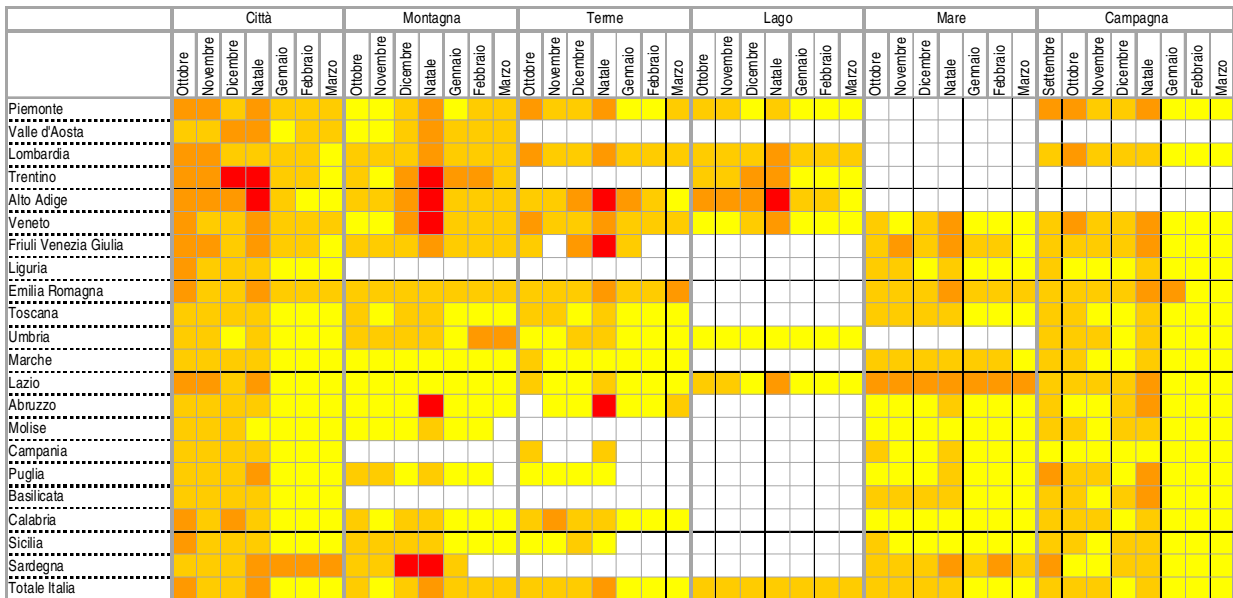 Città Montagna Terme Lago Mare Campagna
Ottobre Novembre Dicembre Natale Gennaio Febbraio Marzo Ottobre Novembre Dicembre Natale Gennaio Febbraio Marzo Ottobre Novembre Dicembre Natale Gennaio Febbraio Marzo Ottobre Novembre Dicembre Natale Gennaio Febbraio Marzo Ottobre Novembre Dicembre Natale Gennaio Febbraio Marzo Settembre Ottobre Novembre Dicembre Natale Gennaio Febbraio Marzo
Piemonte
Valle d'Aosta
Lombardia
Trentino
Alto Adige
Veneto
Friuli Venezia Giulia
Liguria
Emilia Romagna
Toscana
Umbria
Marche
Lazio
Abruzzo
Molise
Campania
Puglia
Basilicata
Calabria
Sicilia
Sardegna
Totale Italia